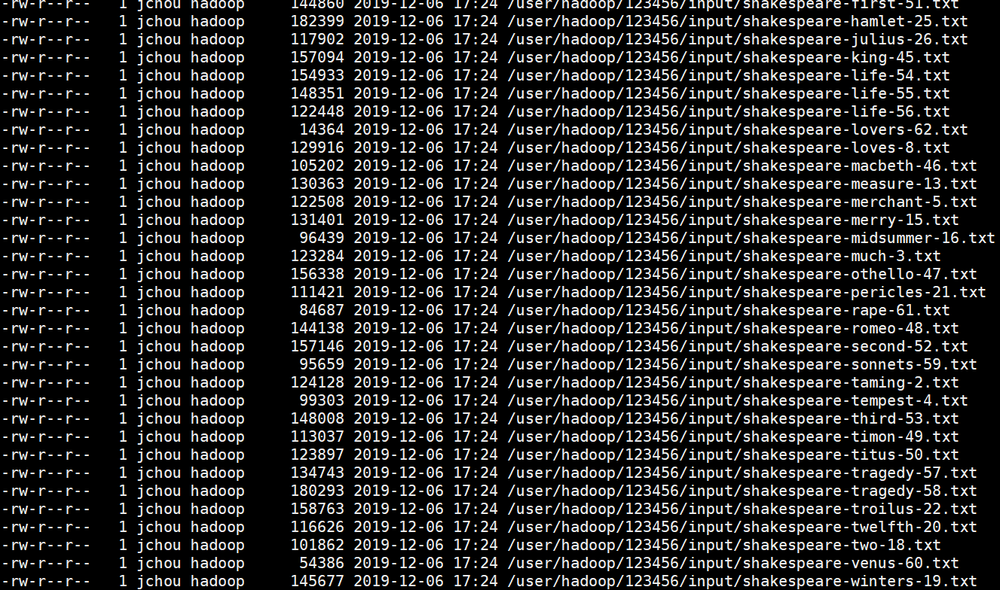 -rw-r--r-- 1 jchou hadoop 144860 2019-12-06 17:24 /user/hadoop/123456/input/shakespeare-first-51.txt
-rw-r--r-- 1 jchou hadoop 182399 2019-12-06 17:24 /user/hadoop/123456/input/shakespeare-hamlet-25.txt
-rw-r--r-- 1 jchou hadoop 117902 2019-12-06 17:24 /user/hadoop/123456/input/shakespeare-julius-26.txt
-rw-r--r-- 1 jchou hadoop 157094 2019-12-06 17:24 /user/hadoop/123456/input/shakespeare-king-45.txt
-rw-r--r-- 1 jchou hadoop 154933 2019-12-06 17:24 /user/hadoop/123456/input/shakespeare-life-54.txt
-rw-r--r-- 1 jchou hadoop 148351 2019-12-06 17:24 /user/hadoop/123456/input/shakespeare-life-55.txt
-rw-r--r-- 1 jchou hadoop 122448 2019-12-06 17:24 /user/hadoop/123456/input/shakespeare-life-56.txt
-rw-r--r-- 1 jchou hadoop 14364 2019-12-06 17:24 /user/hadoop/123456/input/shakespeare-lovers-62.txt
-rw-r--r-- 1 jchou hadoop 129916 2019-12-06 17:24 /user/hadoop/123456/input/shakespeare-loves-8.txt
-rw-r--r-- 1 jchou hadoop 105202 2019-12-06 17:24 /user/hadoop/123456/input/shakespeare-macbeth-46.txt
-rw-r--r-- 1 jchou hadoop 130363 2019-12-06 17:24 /user/hadoop/123456/input/shakespeare-measure-13.txt
-rw-r--r-- 1 jchou hadoop 122508 2019-12-06 17:24 /user/hadoop/123456/input/shakespeare-merchant-5.txt
-rw-r--r-- 1 jchou hadoop 131401 2019-12-06 17:24 /user/hadoop/123456/input/shakespeare-merry-15.txt
-rw-r--r-- 1 jchou hadoop 96439 2019-12-06 17:24 /user/hadoop/123456/input/shakespeare-midsummer-16.txt
-rw-r--r-- 1 jchou hadoop 123284 2019-12-06 17:24 /user/hadoop/123456/input/shakespeare-much-3.txt
-rw-r--r-- 1 jchou hadoop 156338 2019-12-06 17:24 /user/hadoop/123456/input/shakespeare-othello-47.txt
-rw-r--r-- 1 jchou hadoop 111421 2019-12-06 17:24 /user/hadoop/123456/input/shakespeare-pericles-21.txt
-rw-r--r-- 1 jchou hadoop 84687 2019-12-06 17:24 /user/hadoop/123456/input/shakespeare-rape-61.txt
-rw-r--r-- 1 jchou hadoop 144138 2019-12-06 17:24 /user/hadoop/123456/input/shakespeare-romeo-48.txt
-rw-r--r-- 1 jchou hadoop 157146 2019-12-06 17:24 /user/hadoop/123456/input/shakespeare-second-52.txt
-rw-r--r-- 1 jchou hadoop 95659 2019-12-06 17:24 /user/hadoop/123456/input/shakespeare-sonnets-59.txt
-rw-r--r-- 1 jchou hadoop 124128 2019-12-06 17:24 /user/hadoop/123456/input/shakespeare-taming-2.txt
-rw-r--r-- 1 jchou hadoop 99303 2019-12-06 17:24 /user/hadoop/123456/input/shakespeare-tempest-4.txt
-rw-r--r-- 1 jchou hadoop 148008 2019-12-06 17:24 /user/hadoop/123456/input/shakespeare-third-53.txt
-rw-r--r-- 1 jchou hadoop 113037 2019-12-06 17:24 /user/hadoop/123456/input/shakespeare-timon-49.txt
-rw-r--r-- 1 jchou hadoop 123897 2019-12-06 17:24 /user/hadoop/123456/input/shakespeare-titus-50.txt
-rw-r--r-- 1 jchou hadoop 134743 2019-12-06 17:24 /user/hadoop/123456/input/shakespeare-tragedy-57.txt
-rw-r--r-- 1 jchou hadoop 180293 2019-12-06 17:24 /user/hadoop/123456/input/shakespeare-tragedy-58.txt
-rw-r--r-- 1 jchou hadoop 158763 2019-12-06 17:24 /user/hadoop/123456/input/shakespeare-troilus-22.txt
-rw-r--r-- 1 jchou hadoop 116626 2019-12-06 17:24 /user/hadoop/123456/input/shakespeare-twelfth-20.txt
-rw-r--r-- 1 jchou hadoop 101862 2019-12-06 17:24 /user/hadoop/123456/input/shakespeare-two-18.txt
-rw-r--r-- 1 jchou hadoop 54386 2019-12-06 17:24 /user/hadoop/123456/input/shakespeare-venus-60.txt
-rw-r--r-- 1 jchou hadoop 145677 2019-12-06 17:24 /user/hadoop/123456/input/shakespeare-winters-19.txt